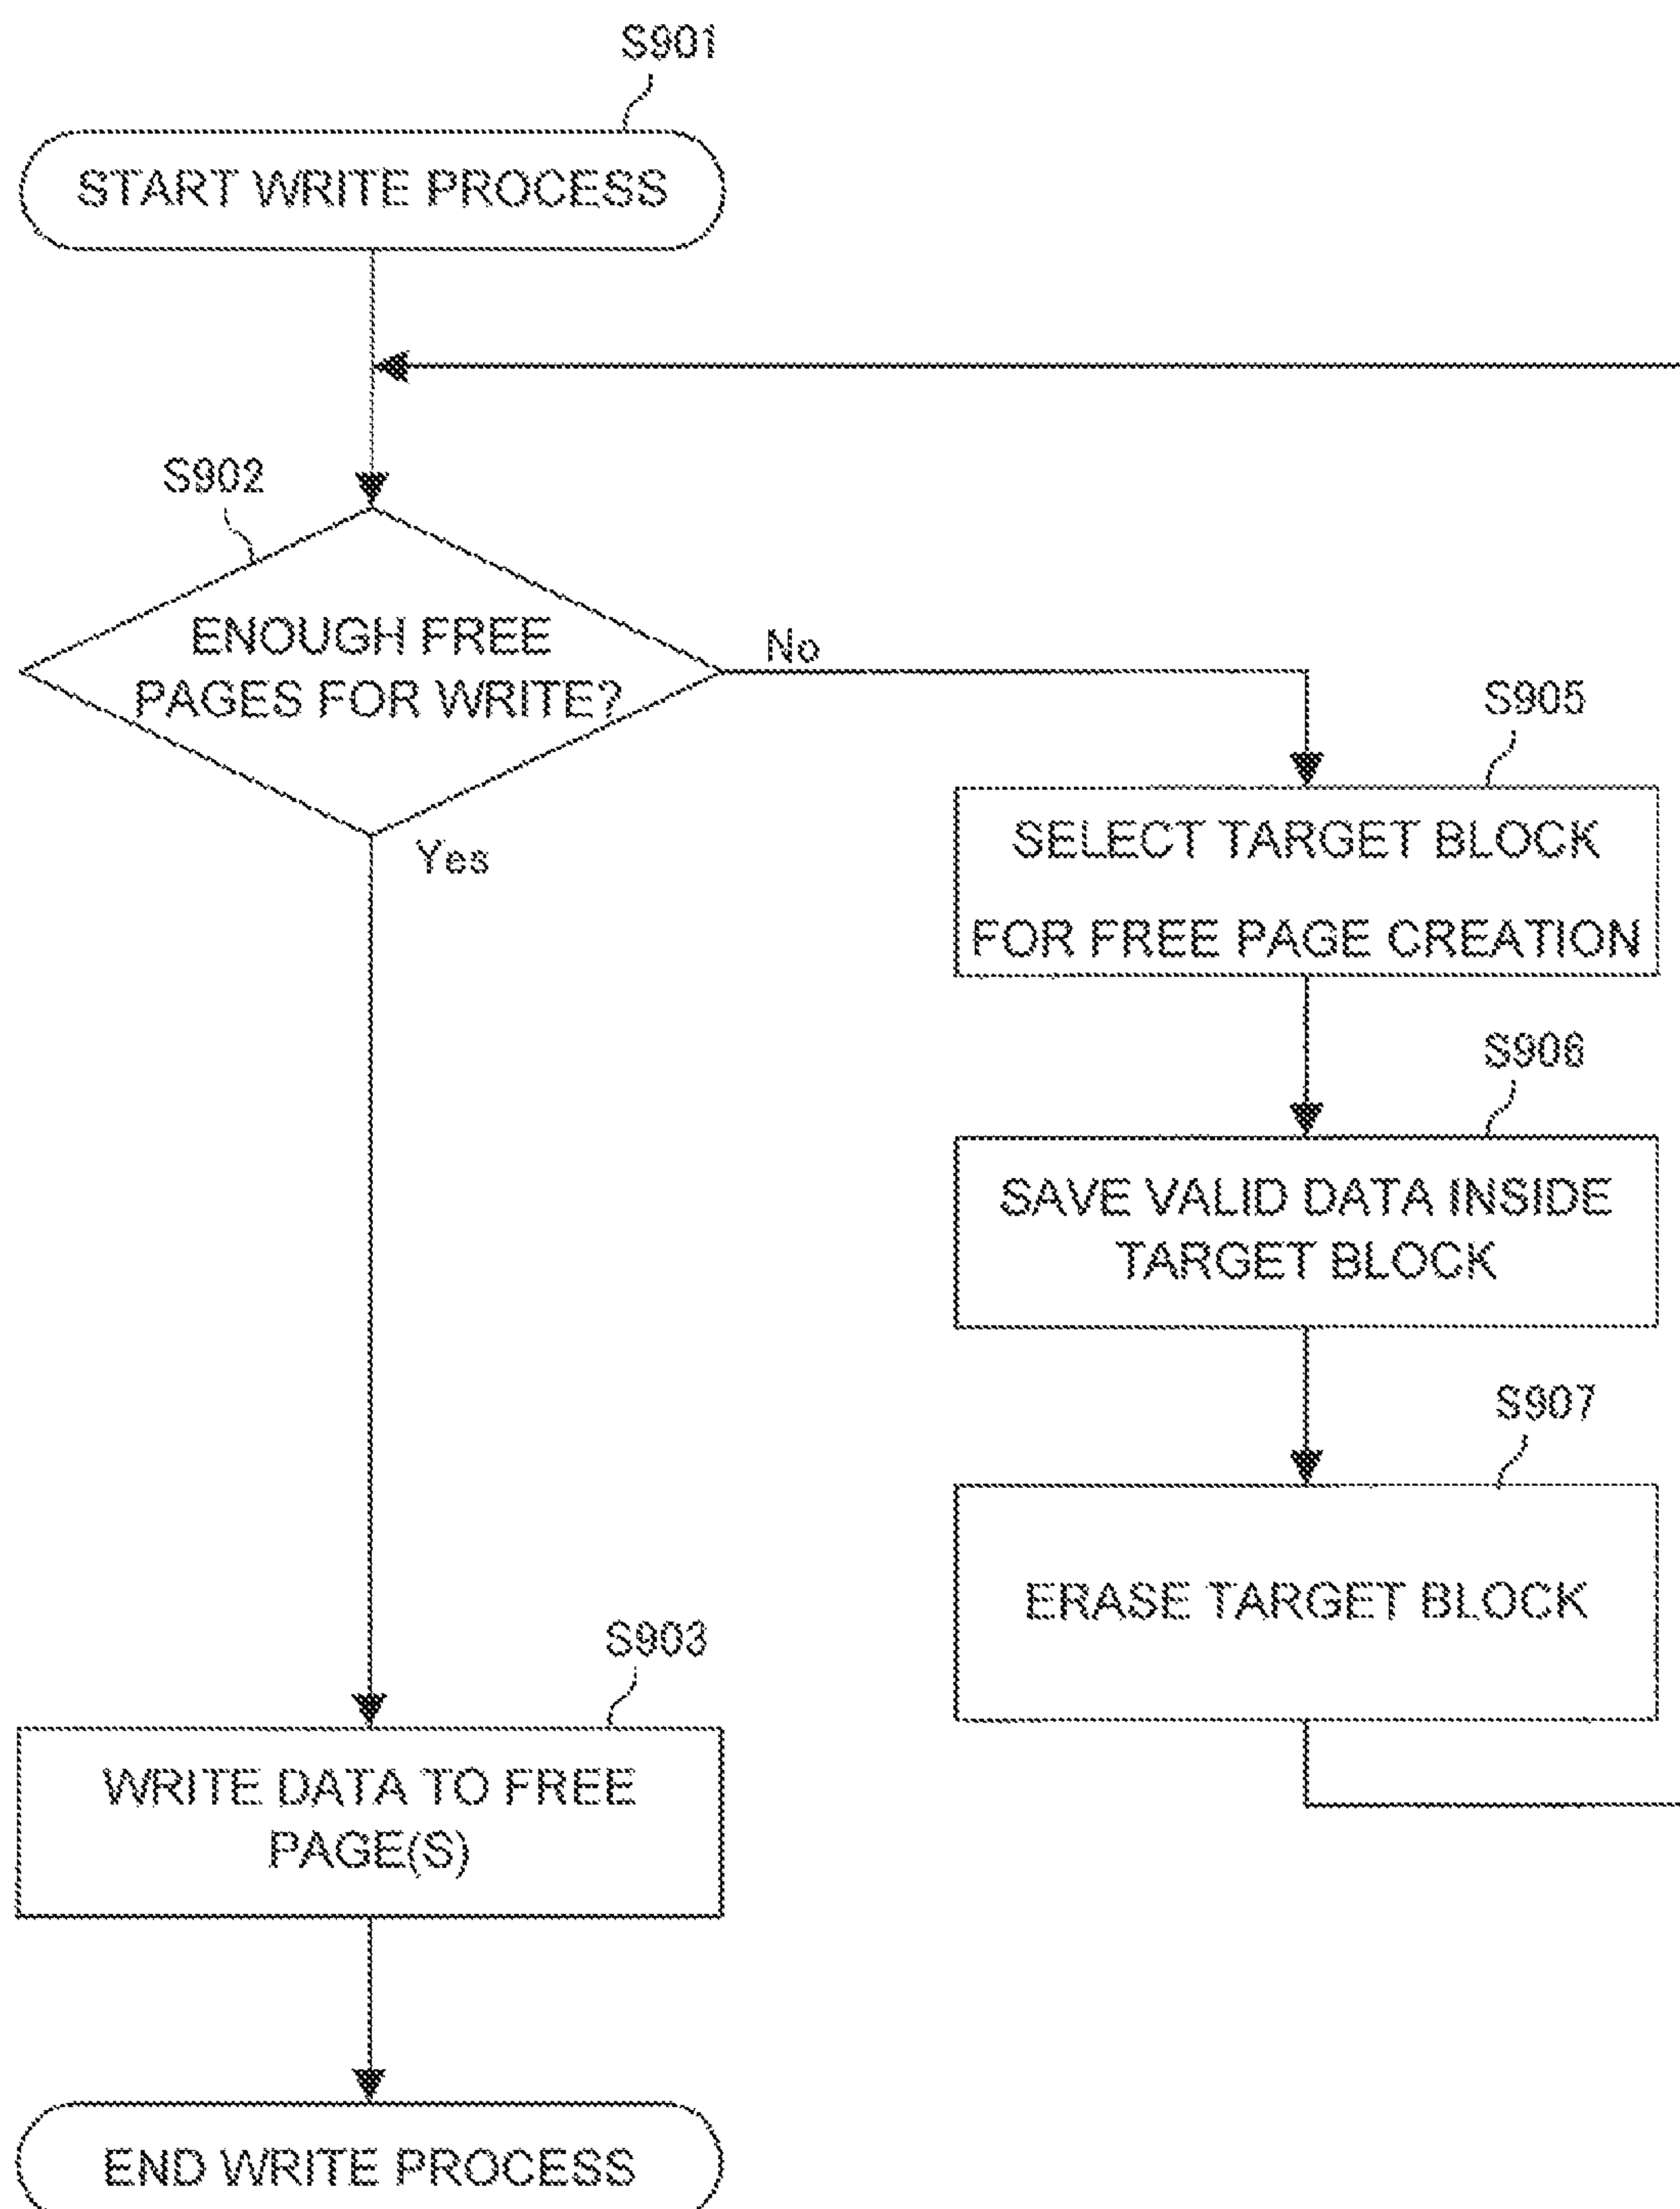 S901
START WRITE PROCESS
S902
ENOUGH FREE
PAGES FOR WRITE?
No
Yes
S905
SELECT TARGET BLOCK
FOR FREE PAGE CREATION
S906
SAVE VALID DATA INSIDE
TARGET BLOCK
S907
ERASE TARGET BLOCK
S903
WRITE DATA TO FREE
PAGE(S)
END WRITE PROCESS